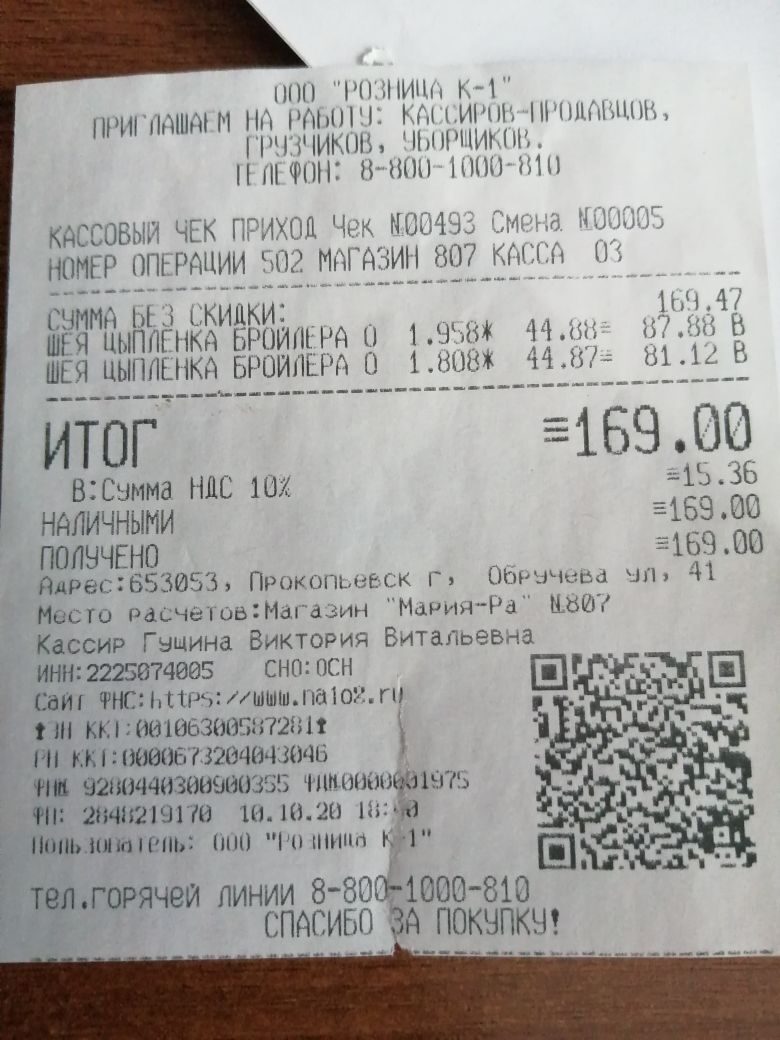 ООО "РОЗНИЦА К-1"
ПРИГЛАШАЕМ НА РАБОТУ: КАССИРОВ-ПРОДАВЦОВ,
ГРУЗЧИКОВ, УБОРЩИКОВ.
ТЕЛЕФОН: 8-800-1000-810
КАССОВЫЙ ЧЕК ПРИХОД Чек №00493 Смена №00005
НОМЕР ОПЕРАЦИИ 502 МАГАЗИН 807 КАССА 03
СУММА БЕЗ СКИДКИ: 169.47
ШЕЯ ЦЫПЛЕНКА БРОЙЛЕРА О 1.958* 44.88= 87.88 В
ШЕЯ ЦЫПЛЕНКА БРОЙЛЕРА О 1.808* 44.87= 81.12 В
ИТОГ ≡169.00
В:Сумма НДС 10% ≡15.36
НАЛИЧНЫМИ ≡169.00
ПОЛУЧЕНО ≡169.00
Адрес:653053, Прокопьевск г, Обручева ул, 41
Место расчетов:Магазин "Мария-Ра" №807
Кассир Гущина Виктория Витальевна
ИНН:2225074005 СНО:ОСН
Сайт ФНС:https://www.nalog.ru
ЗН ККТ:00106300587281
РН ККТ:0000673204043046
ФН№ 9280440300900355 ФД№0000001975
ФП: 2848219170 10.10.20
Пользователь: ООО "Розница К-1"
тел.горячей линии 8-800-1000-810
СПАСИБО ЗА ПОКУПКУ!